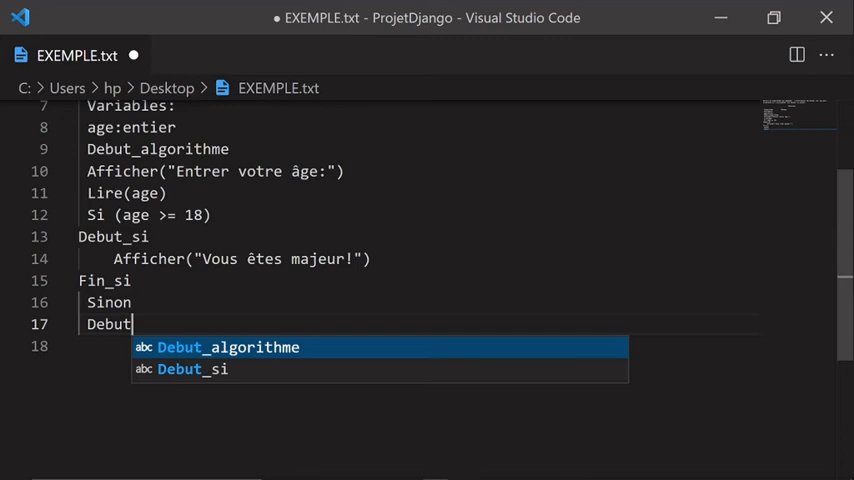 ● EXEMPLE.txt - ProjetDjango - Visual Studio Code
EXEMPLE.txt ●
C: > Users > hp > Desktop > EXEMPLE.txt
7 Variables:
8 age:entier
9 Debut_algorithme
10 Afficher("Entrer votre âge:")
11 Lire(age)
12 Si (age >= 18)
13 Debut_si
14 Afficher("Vous êtes majeur!")
15 Fin_si
16 Sinon
17 Debut
abc Debut_algorithme
abc Debut_si
18